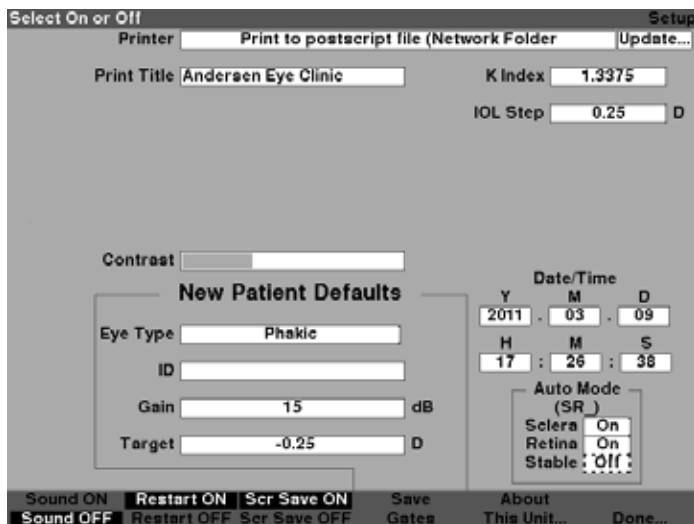 Select On or Off Setup
Printer Print to postscript file (Network Folder Update...
Print Title Andersen Eye Clinic K Index 1.3375
IOL Step 0.25 D
Contrast
Date/Time
New Patient Defaults Y M D
2011 . 03 . 09
Eye Type Phakic H M S
17 : 26 : 38
ID
Auto Mode
(SR_)
Gain 15 dB
Sclera On
Retina On
Target -0.25 D
Stable Off
Sound ON Restart ON Scr Save ON Save About
Sound OFF Restart OFF Scr Save OFF Gates This Unit... Done...